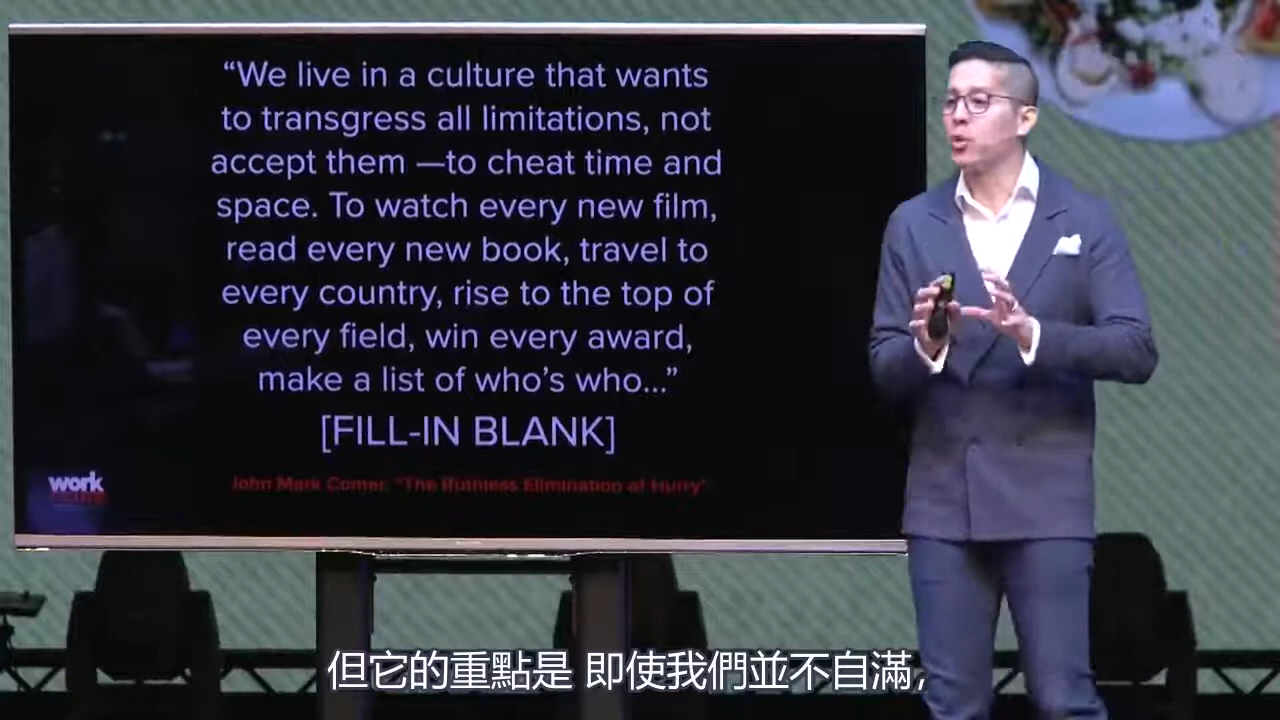 “We live in a culture that wants
to transgress all limitations, not
accept them —to cheat time and
space. To watch every new film,
read every new book, travel to
every country, rise to the top of
every field, win every award,
make a list of who’s who...”
[FILL-IN BLANK]
work
John Mark Comer, "The Ruthless Elimination of Hurry"
但它的重點是 即使我們並不自滿,